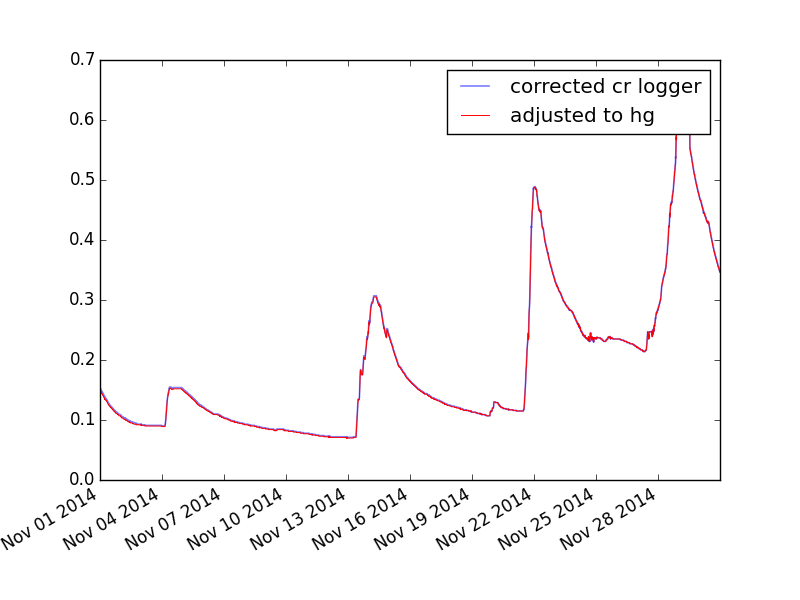 0.7
0.6
0.5
0.4
0.3
0.2
0.1
0.0
corrected cr logger
adjusted to hg
Nov 01 2014
Nov 04 2014
Nov 07 2014
Nov 10 2014
Nov 13 2014
Nov 16 2014
Nov 19 2014
Nov 22 2014
Nov 25 2014
Nov 28 2014